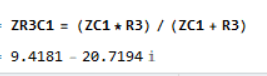 = ZR3C1 = (ZC1 * R3) / (ZC1 + R3)
= 9.4181 - 20.7194 i